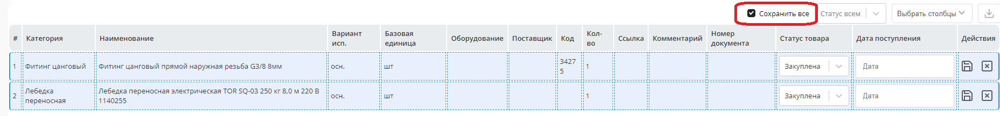 Сохранить все Статус всем Выбрать столбцы
# Категория Наименование Вариант исп. Базовая единица Оборудование Поставщик Код Кол-во Ссылка Комментарий Номер документа Статус товара Дата поступления Действия
1 Фитинг цанговый Фитинг цанговый прямой наружная резьба G3/8 8мм осн. шт 34275 1 Закуплена Дата
2 Лебедка переносная Лебедка переносная электрическая TOR SQ-03 250 кг 8,0 м 220 В 1140255 осн. шт 1 Закуплена Дата